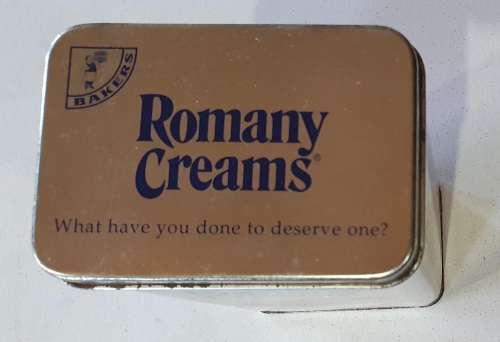 BAKERS
Romany
Creams®
What have you done to deserve one?